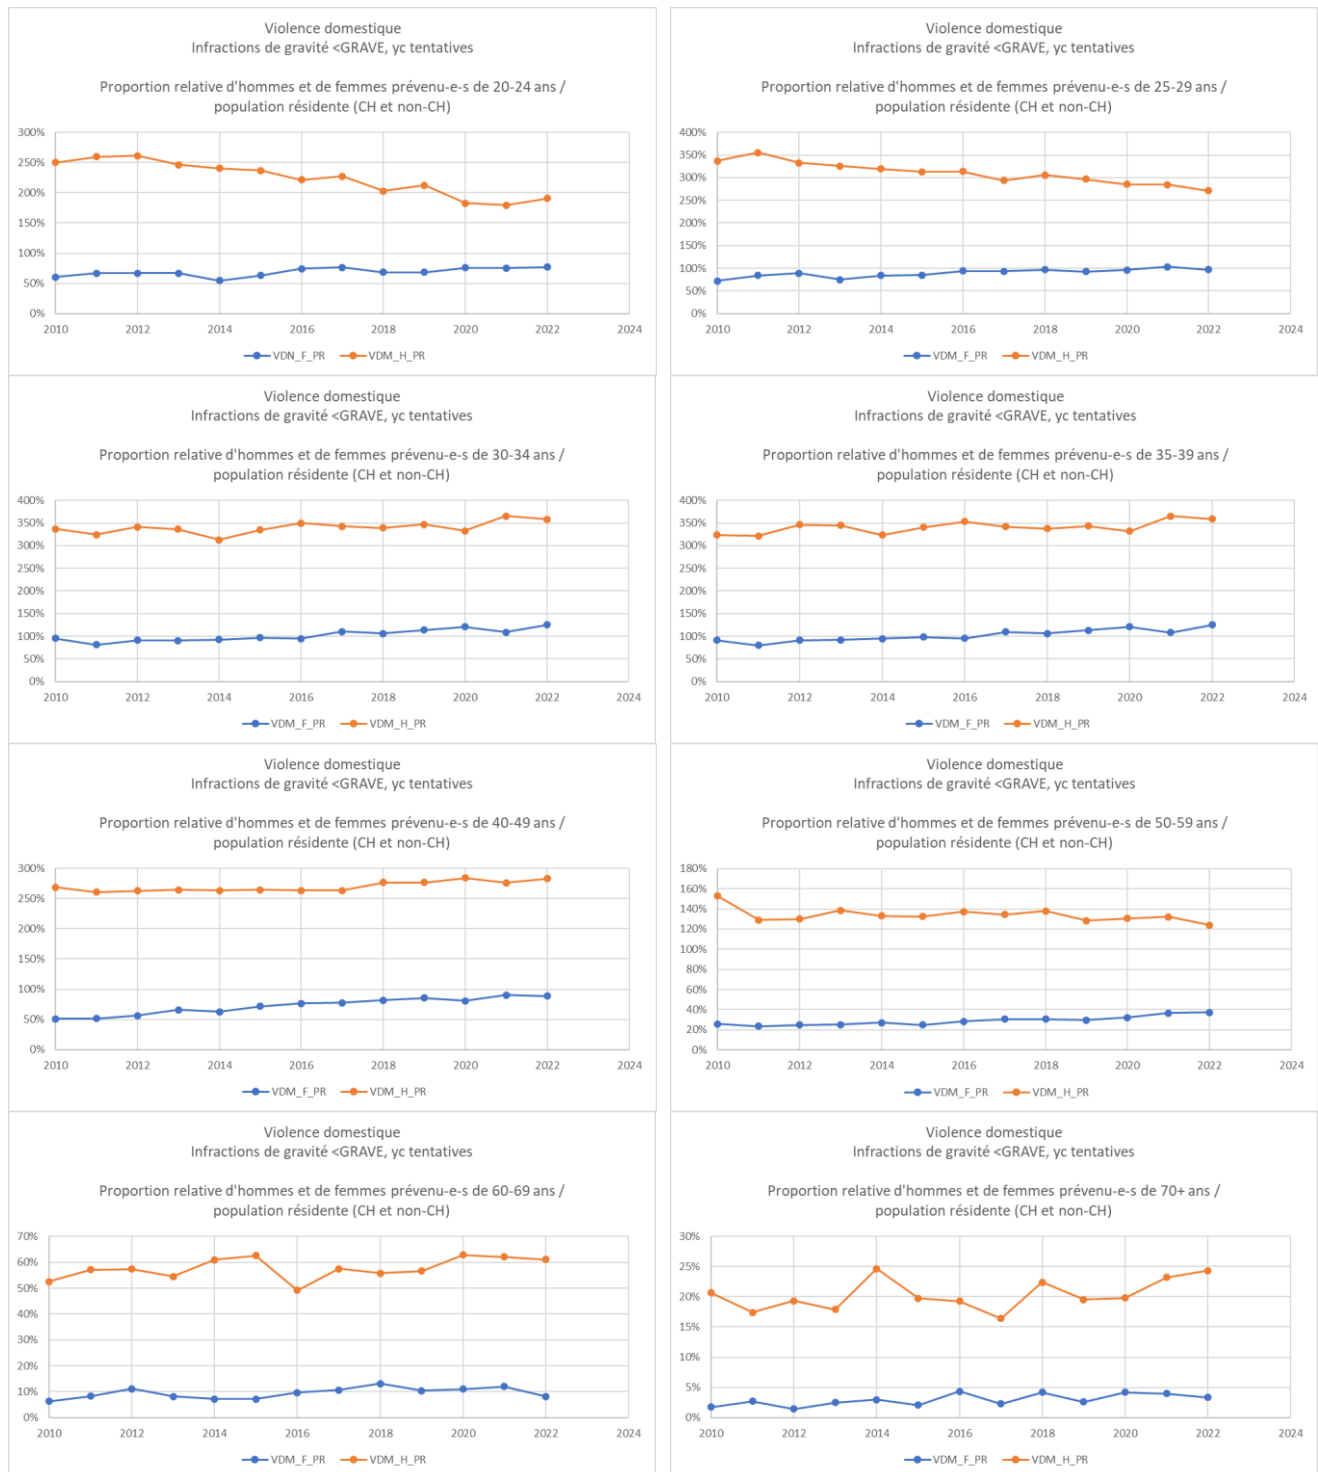 Violence domestique
Infractions de gravité <GRAVE, yc tentatives
Proportion relative d'hommes et de femmes prévenu-e-s de 20-24 ans /
population résidente (CH et non-CH)
300%
250%
200%
150%
100%
50%
0%
2010 2012 2014 2016 2018 2020 2022 2024
VDN_F_PR VDM_H_PR
Violence domestique
Infractions de gravité <GRAVE, yc tentatives
Proportion relative d'hommes et de femmes prévenu-e-s de 25-29 ans /
population résidente (CH et non-CH)
400%
350%
300%
250%
200%
150%
100%
50%
0%
2010 2012 2014 2016 2018 2020 2022 2024
VDM_F_PR VDM_H_PR
Violence domestique
Infractions de gravité <GRAVE, yc tentatives
Proportion relative d'hommes et de femmes prévenu-e-s de 30-34 ans /
population résidente (CH et non-CH)
400%
350%
300%
250%
200%
150%
100%
50%
0%
2010 2012 2014 2016 2018 2020 2022 2024
VDM_F_PR VDM_H_PR
Violence domestique
Infractions de gravité <GRAVE, yc tentatives
Proportion relative d'hommes et de femmes prévenu-e-s de 35-39 ans /
population résidente (CH et non-CH)
400%
350%
300%
250%
200%
150%
100%
50%
0%
2010 2012 2014 2016 2018 2020 2022 2024
VDM_F_PR VDM_H_PR
Violence domestique
Infractions de gravité <GRAVE, yc tentatives
Proportion relative d'hommes et de femmes prévenu-e-s de 40-49 ans /
population résidente (CH et non-CH)
300%
250%
200%
150%
100%
50%
0%
2010 2012 2014 2016 2018 2020 2022 2024
VDM_F_PR VDM_H_PR
Violence domestique
Infractions de gravité <GRAVE, yc tentatives
Proportion relative d'hommes et de femmes prévenu-e-s de 50-59 ans /
population résidente (CH et non-CH)
180%
160%
140%
120%
100%
80%
60%
40%
20%
0%
2010 2012 2014 2016 2018 2020 2022 2024
VDM_F_PR VDM_H_PR
Violence domestique
Infractions de gravité <GRAVE, yc tentatives
Proportion relative d'hommes et de femmes prévenu-e-s de 60-69 ans /
population résidente (CH et non-CH)
70%
60%
50%
40%
30%
20%
10%
0%
2010 2012 2014 2016 2018 2020 2022 2024
VDM_F_PR VDM_H_PR
Violence domestique
Infractions de gravité <GRAVE, yc tentatives
Proportion relative d'hommes et de femmes prévenu-e-s de 70+ ans /
population résidente (CH et non-CH)
30%
25%
20%
15%
10%
5%
0%
2010 2012 2014 2016 2018 2020 2022 2024
VDM_F_PR VDM_H_PR